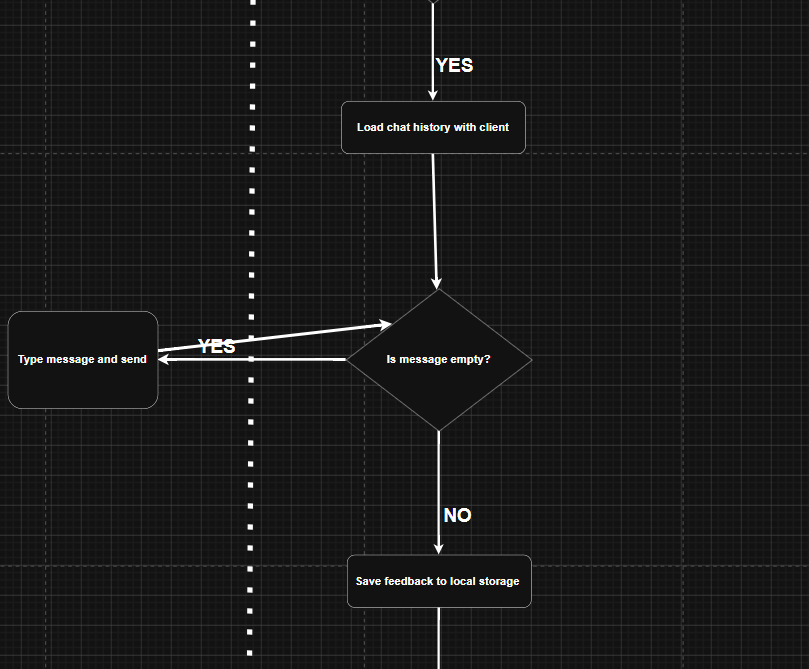 YES
Load chat history with client
YES
Type message and send
Is message empty?
NO
Save feedback to local storage